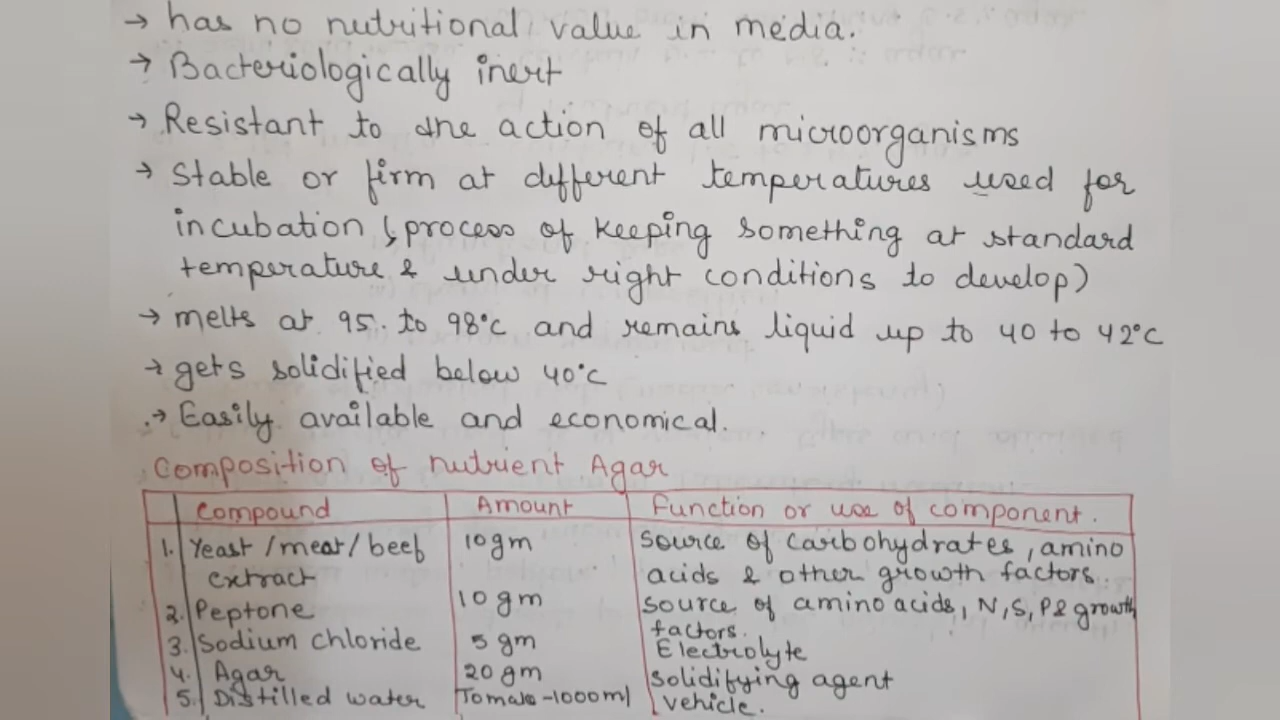 → has no nutritional value in media.
→ Bacteriologically inert
→ Resistant to the action of all microorganisms
→ Stable or firm at different temperatures used for
incubation (process of keeping something at standard
temperature & under right conditions to develop)
→ melts at 95 to 98°c and remains liquid up to 40 to 42°C
→ gets solidified below 40°C
→ Easily available and economical.
Composition of nutrient Agar
Compound Amount Function or use of component.
1. Yeast /meat/beef 10gm source of carbohydrates, amino
extract acids & other growth factors.
2. Peptone 10 gm source of amino acids, N, S, P & growth
factors.
3. Sodium chloride 5 gm Electrolyte
4. Agar 20 gm solidifying agent
5. Distilled water Tomake-1000ml vehicle.